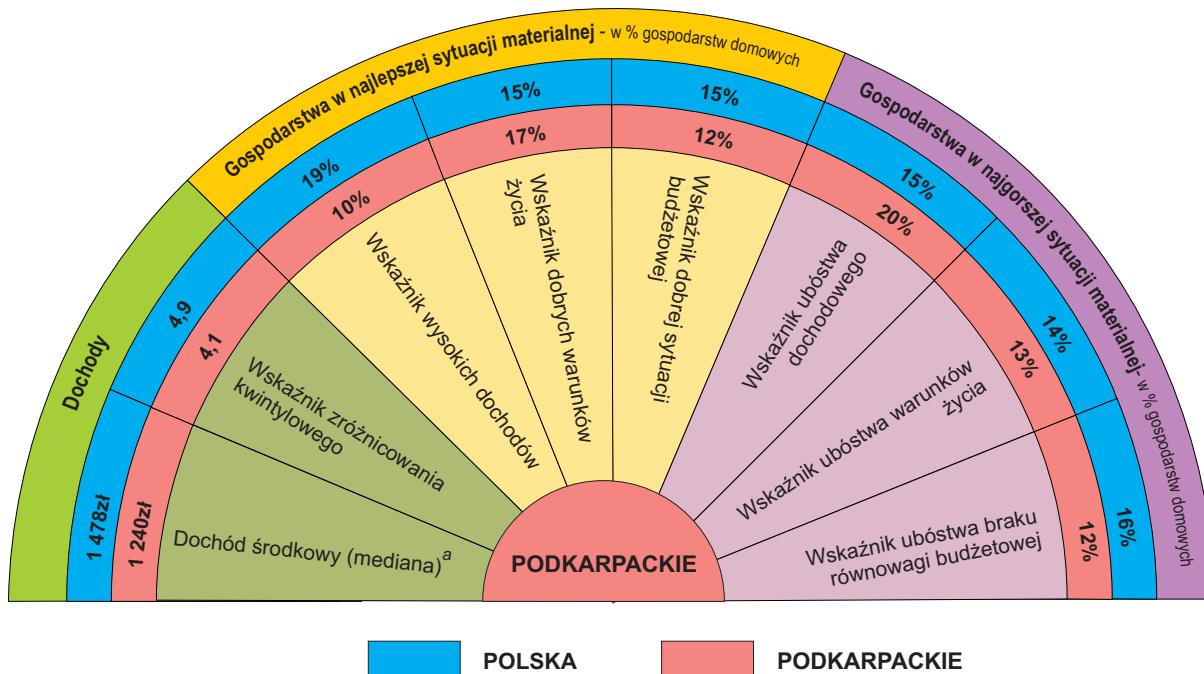 Dochody
Gospodarstwa w najlepszej sytuacji materialnej - w % gospodarstw domowych
Gospodarstwa w najgorszej sytuacji materialnej- w % gospodarstw domowych
1 478zł
4,9
19%
15%
15%
15%
14%
16%
1 240zł
4,1
10%
17%
12%
20%
13%
12%
Dochód środkowy (mediana)a
Wskaźnik zróżnicowania
kwintylowego
Wskaźnik wysokich dochodów
Wskaźnik dobrych warunków
życia
Wskaźnik dobrej sytuacji
budżetowej
Wskaźnik ubóstwa
dochodowego
Wskaźnik ubóstwa warunków
życia
Wskaźnik ubóstwa braku
równowagi budżetowej
PODKARPACKIE
POLSKA
PODKARPACKIE